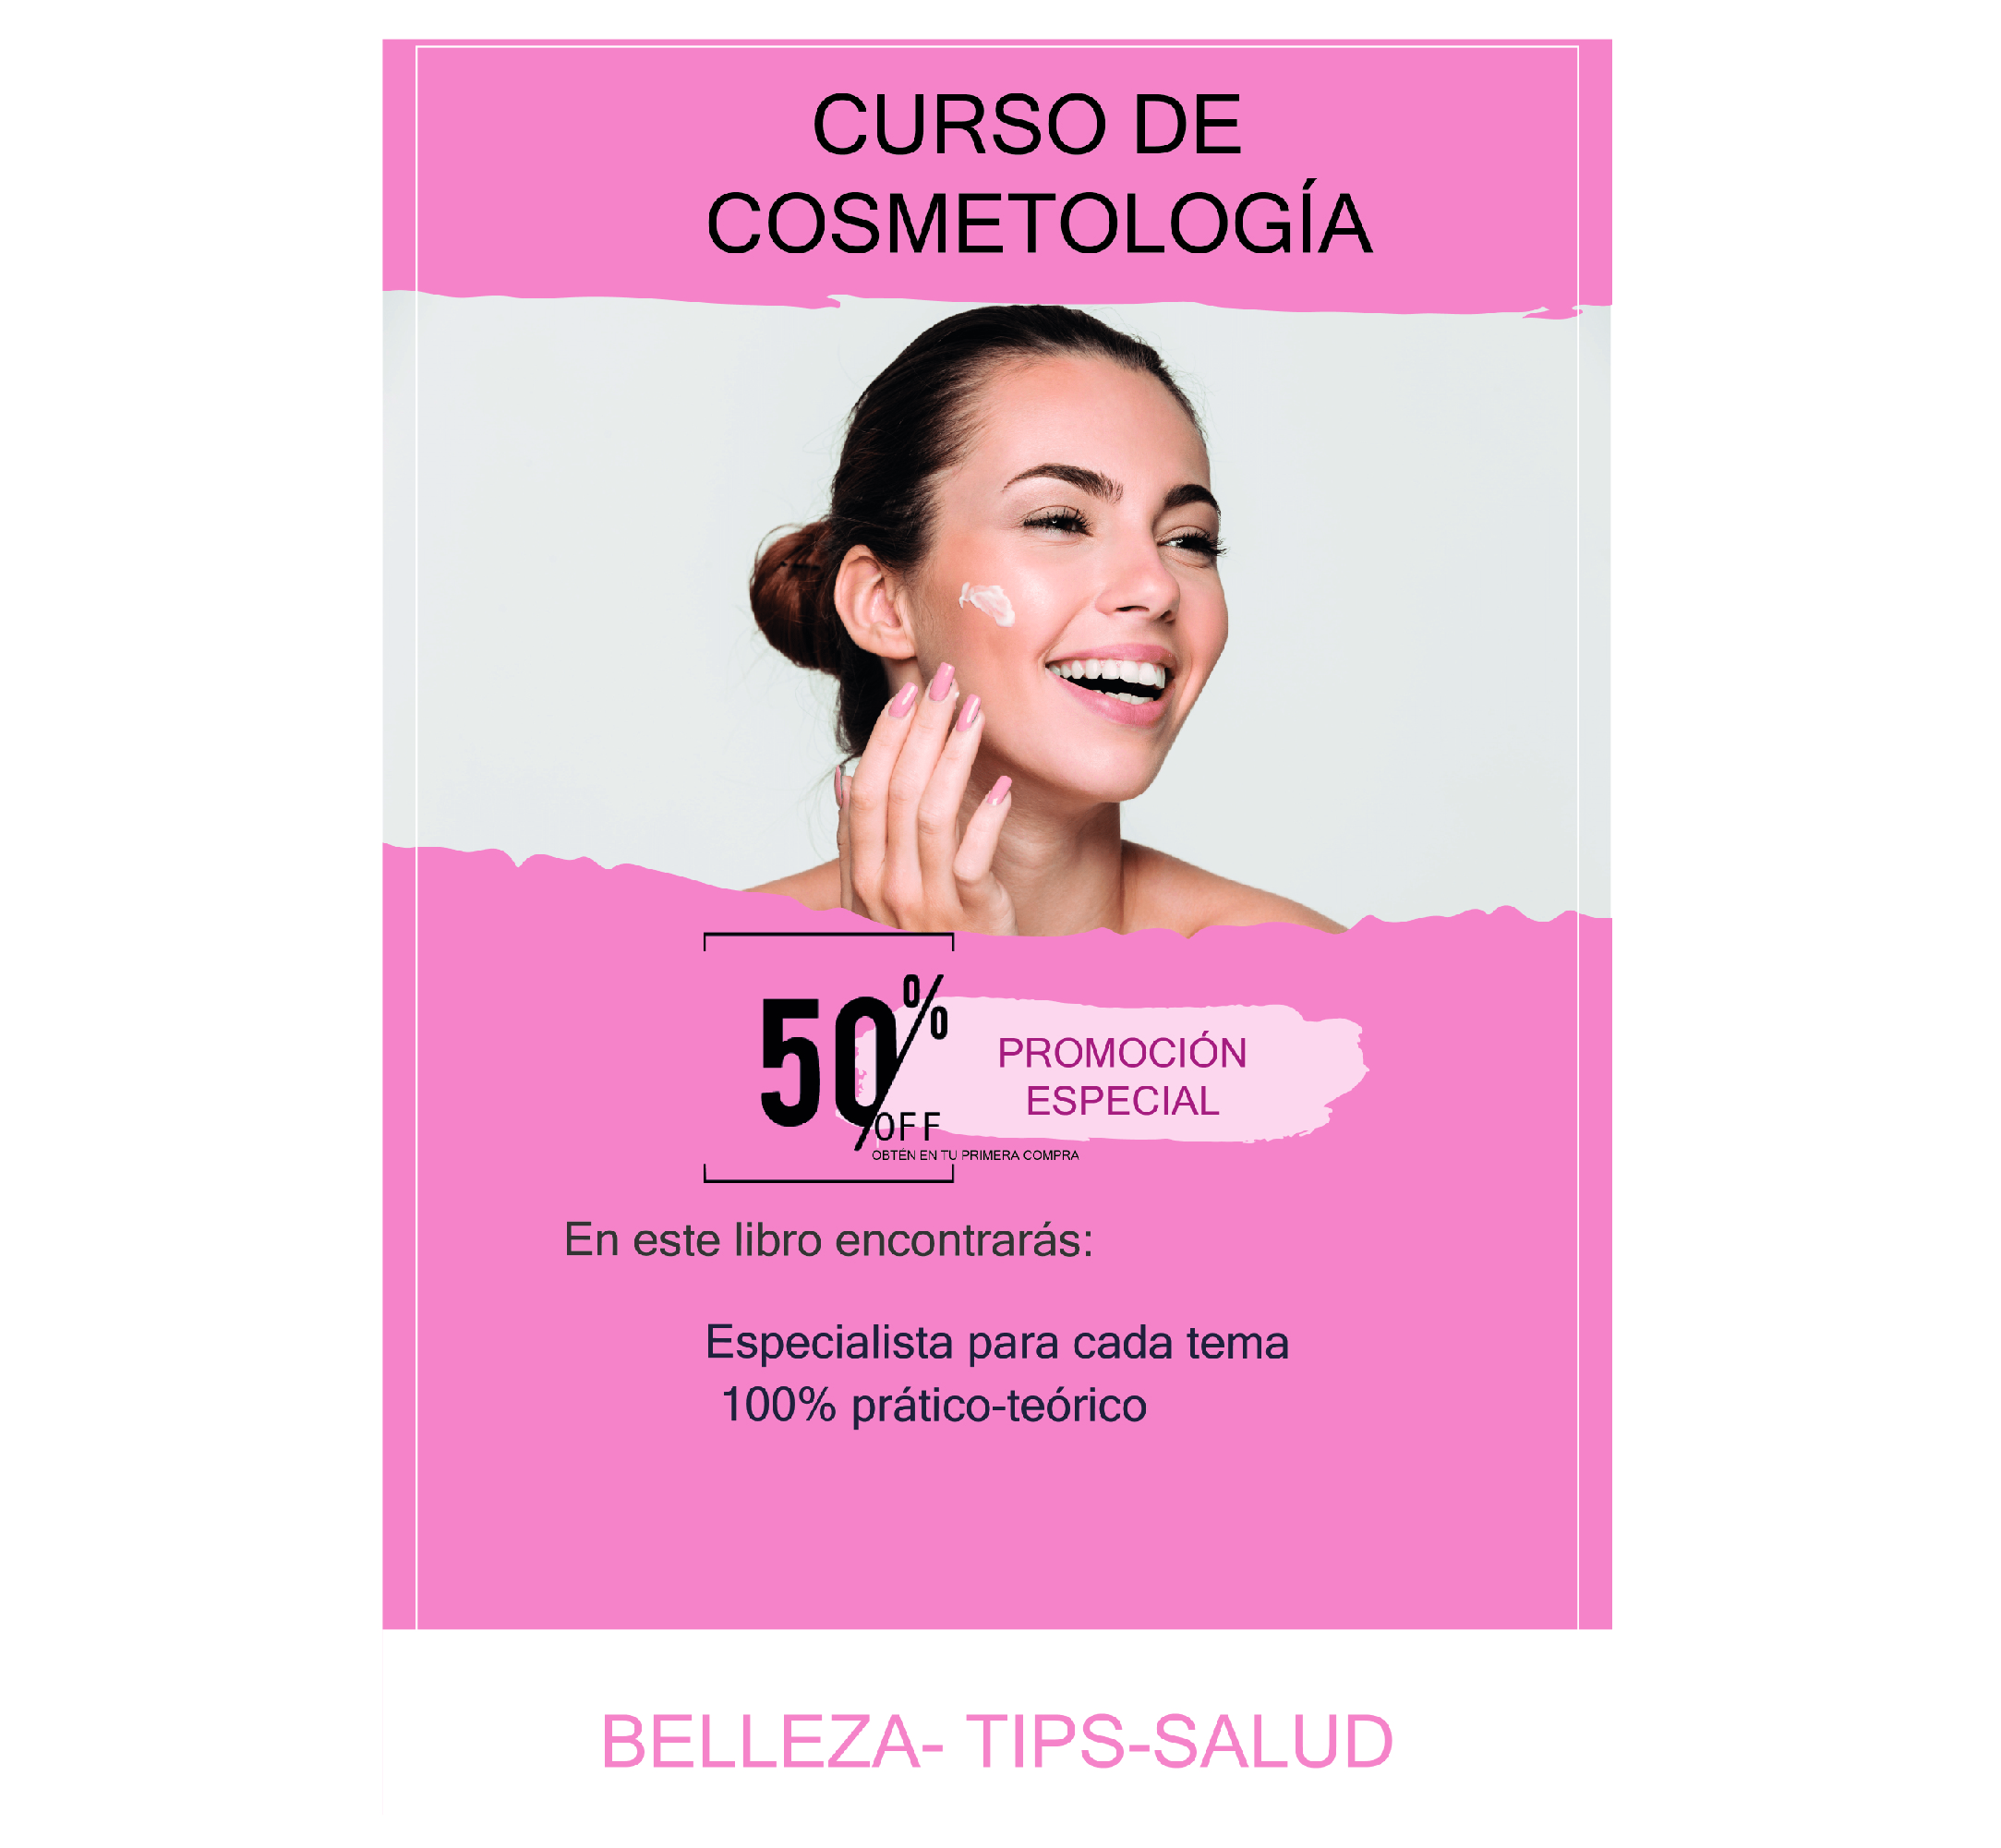 CURSO DE
COSMETOLOGÍA
50%
OFF
OBTÉN EN TU PRIMERA COMPRA
PROMOCIÓN
ESPECIAL
En este libro encontrarás:
Especialista para cada tema
100% prático-teórico
BELLEZA- TIPS-SALUD